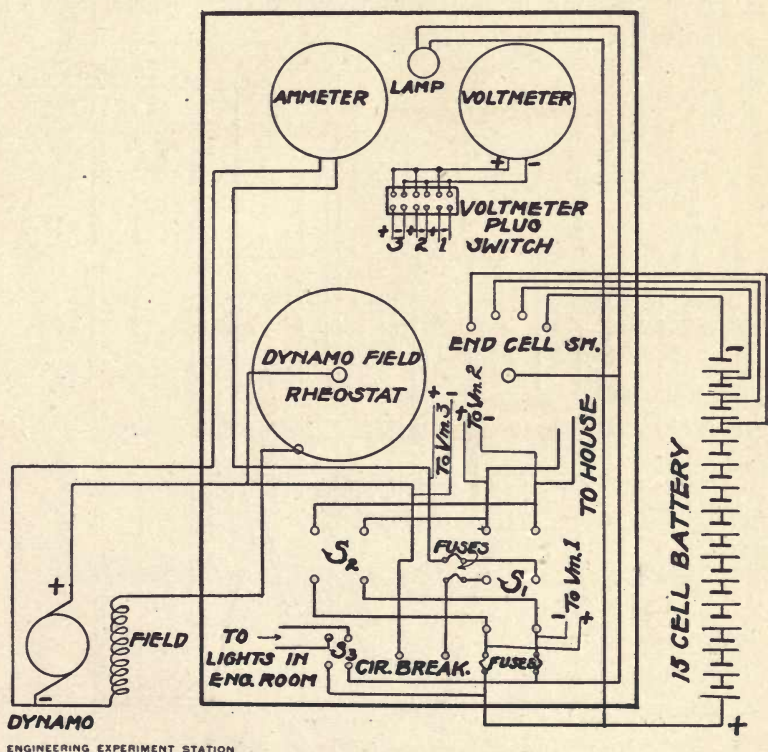 AMMETER
LAMP
VOLTMETER
+ -
VOLTMETER
PLUG
SWITCH
+ - + - + -
3 2 1
END CELL SW.
DYNAMO FIELD
RHEOSTAT
+ -
TO Vm. 3
+ -
TO Vm. 2
TO HOUSE
-
15 CELL BATTERY
+
S2
FUSES
S1
TO Vm. 1
- +
+
FIELD
-
DYNAMO
TO →
LIGHTS IN
ENG. ROOM
S3
CIR. BREAK.
FUSES
ENGINEERING EXPERIMENT STATION